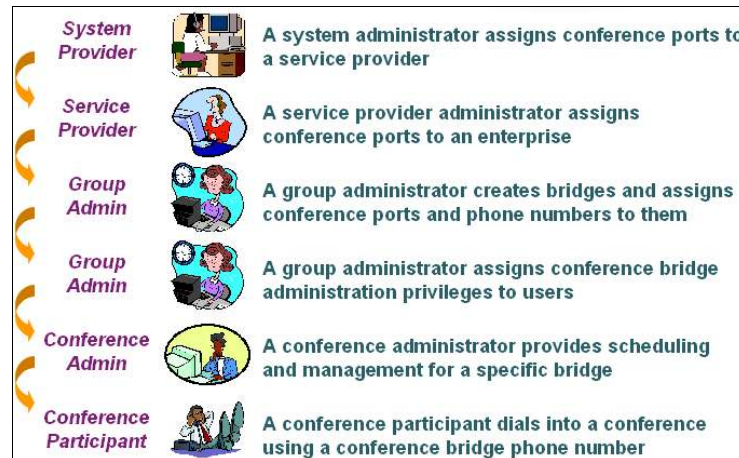 System
Provider
A system administrator assigns conference ports to
a service provider
Service
Provider
A service provider administrator assigns
conference ports to an enterprise
Group
Admin
A group administrator creates bridges and assigns
conference ports and phone numbers to them
Group
Admin
A group administrator assigns conference bridge
administration privileges to users
Conference
Admin
A conference administrator provides scheduling
and management for a specific bridge
Conference
Participant
A conference participant dials into a conference
using a conference bridge phone number